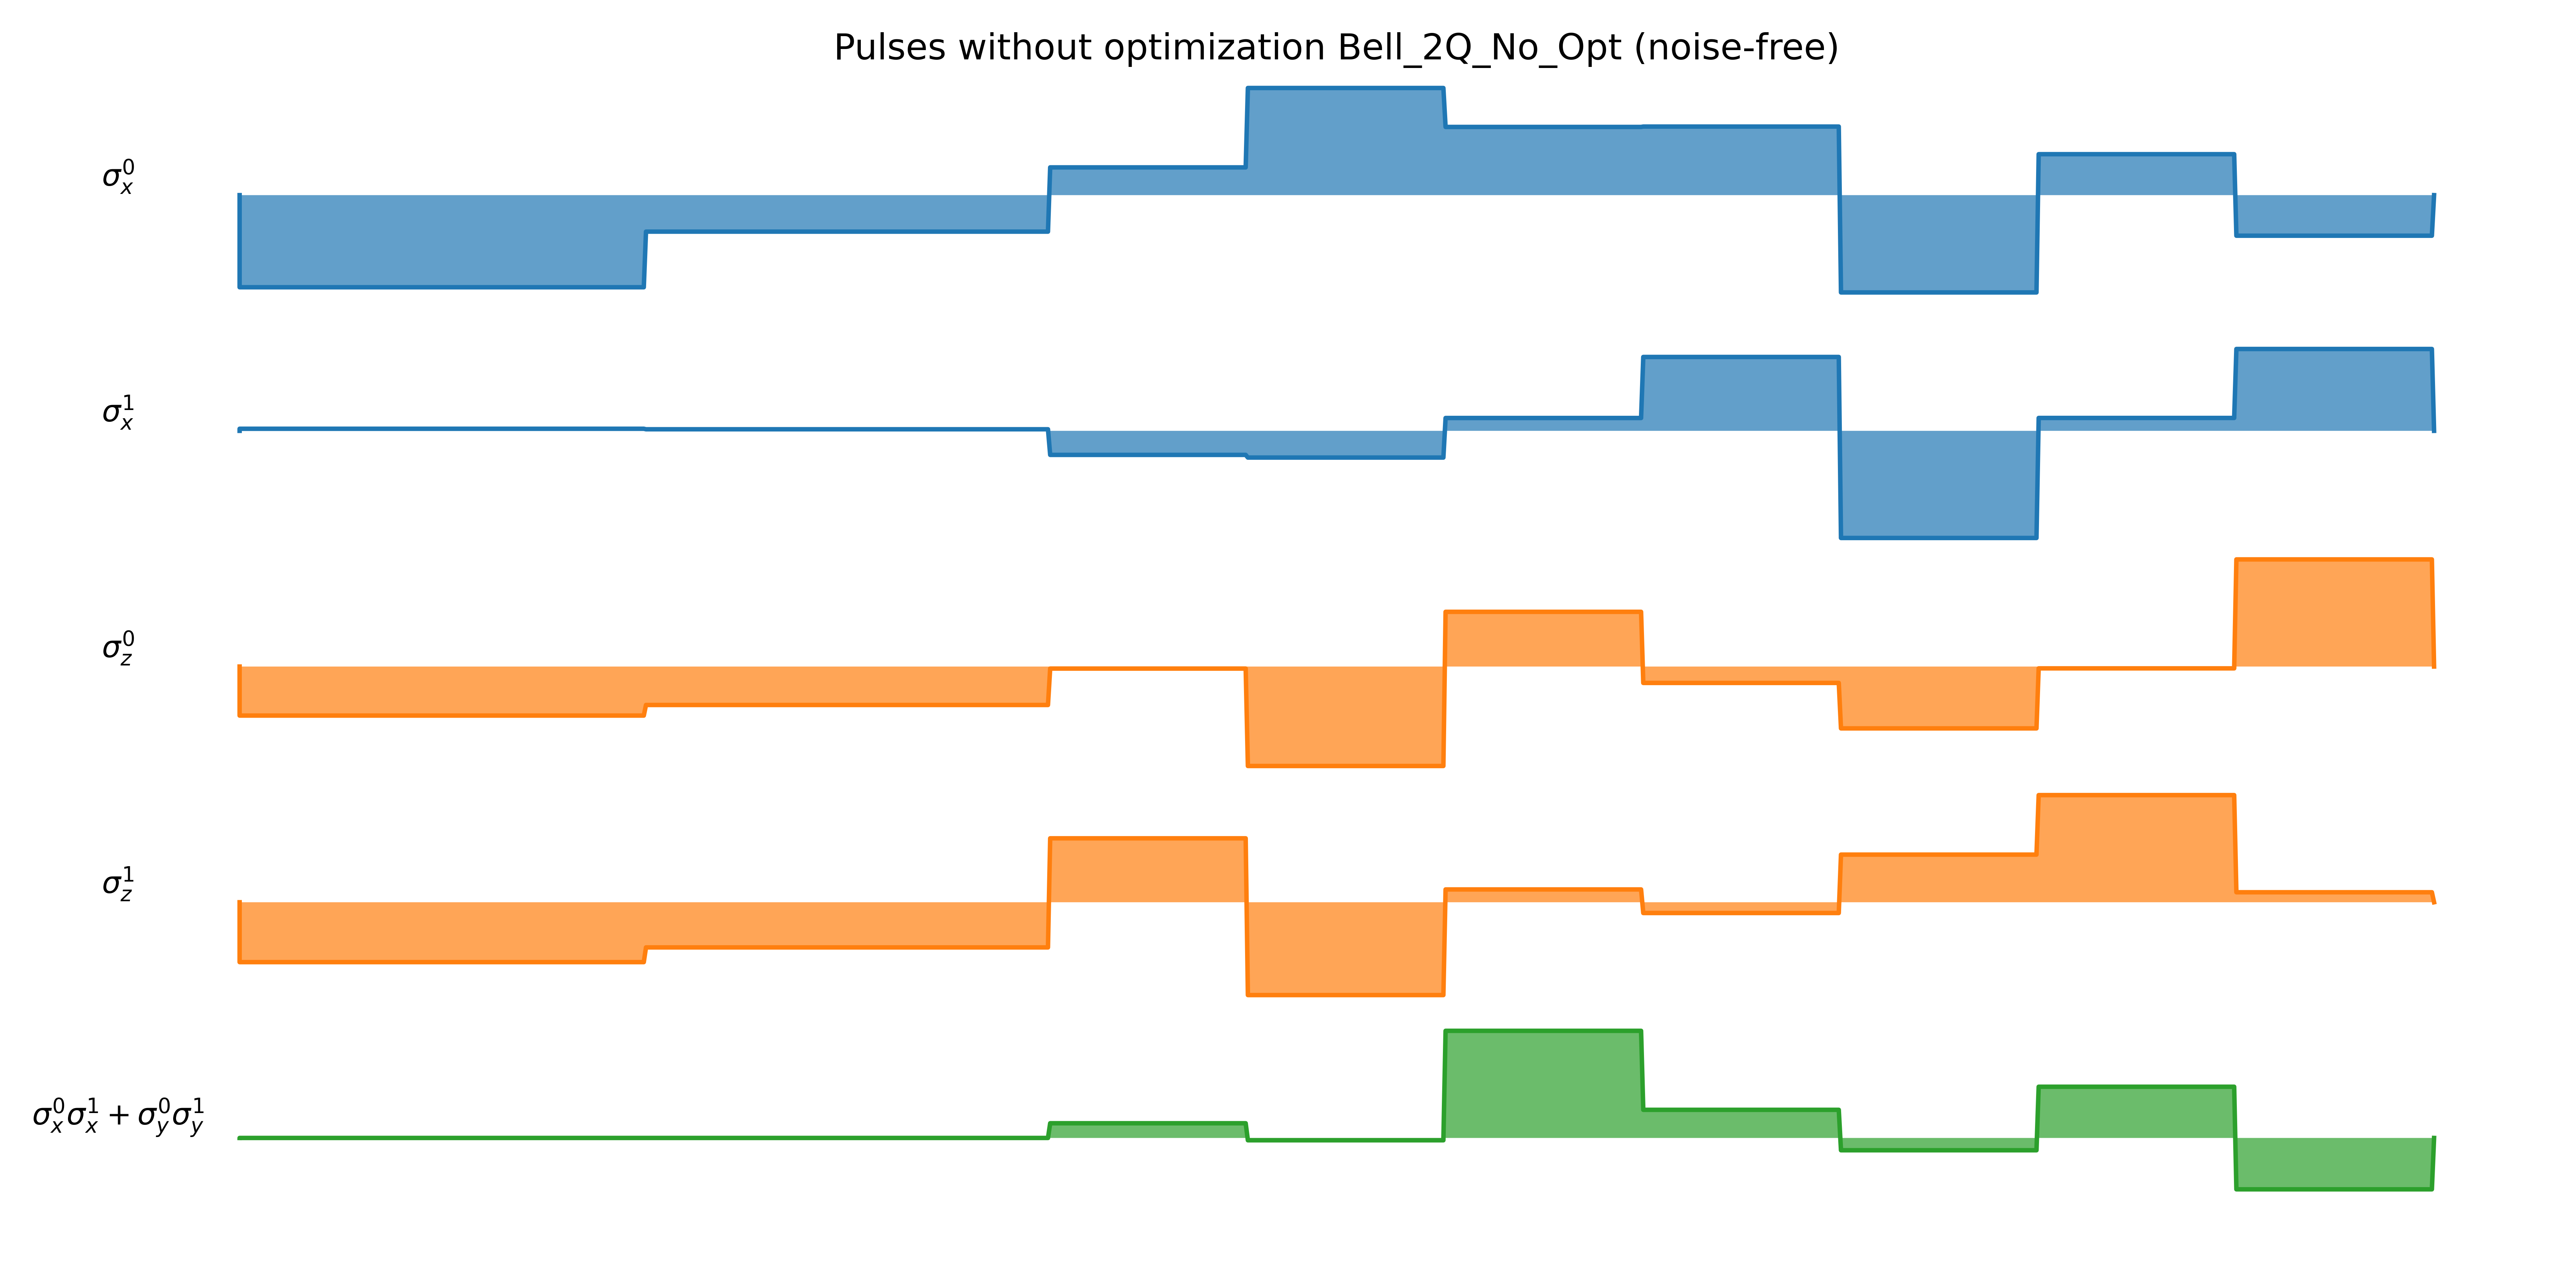 Pulses without optimization Bell_2Q_No_Opt (noise-free)
σ_x^0
σ_x^1
σ_z^0
σ_z^1
σ_x^0σ_x^1 + σ_y^0σ_y^1